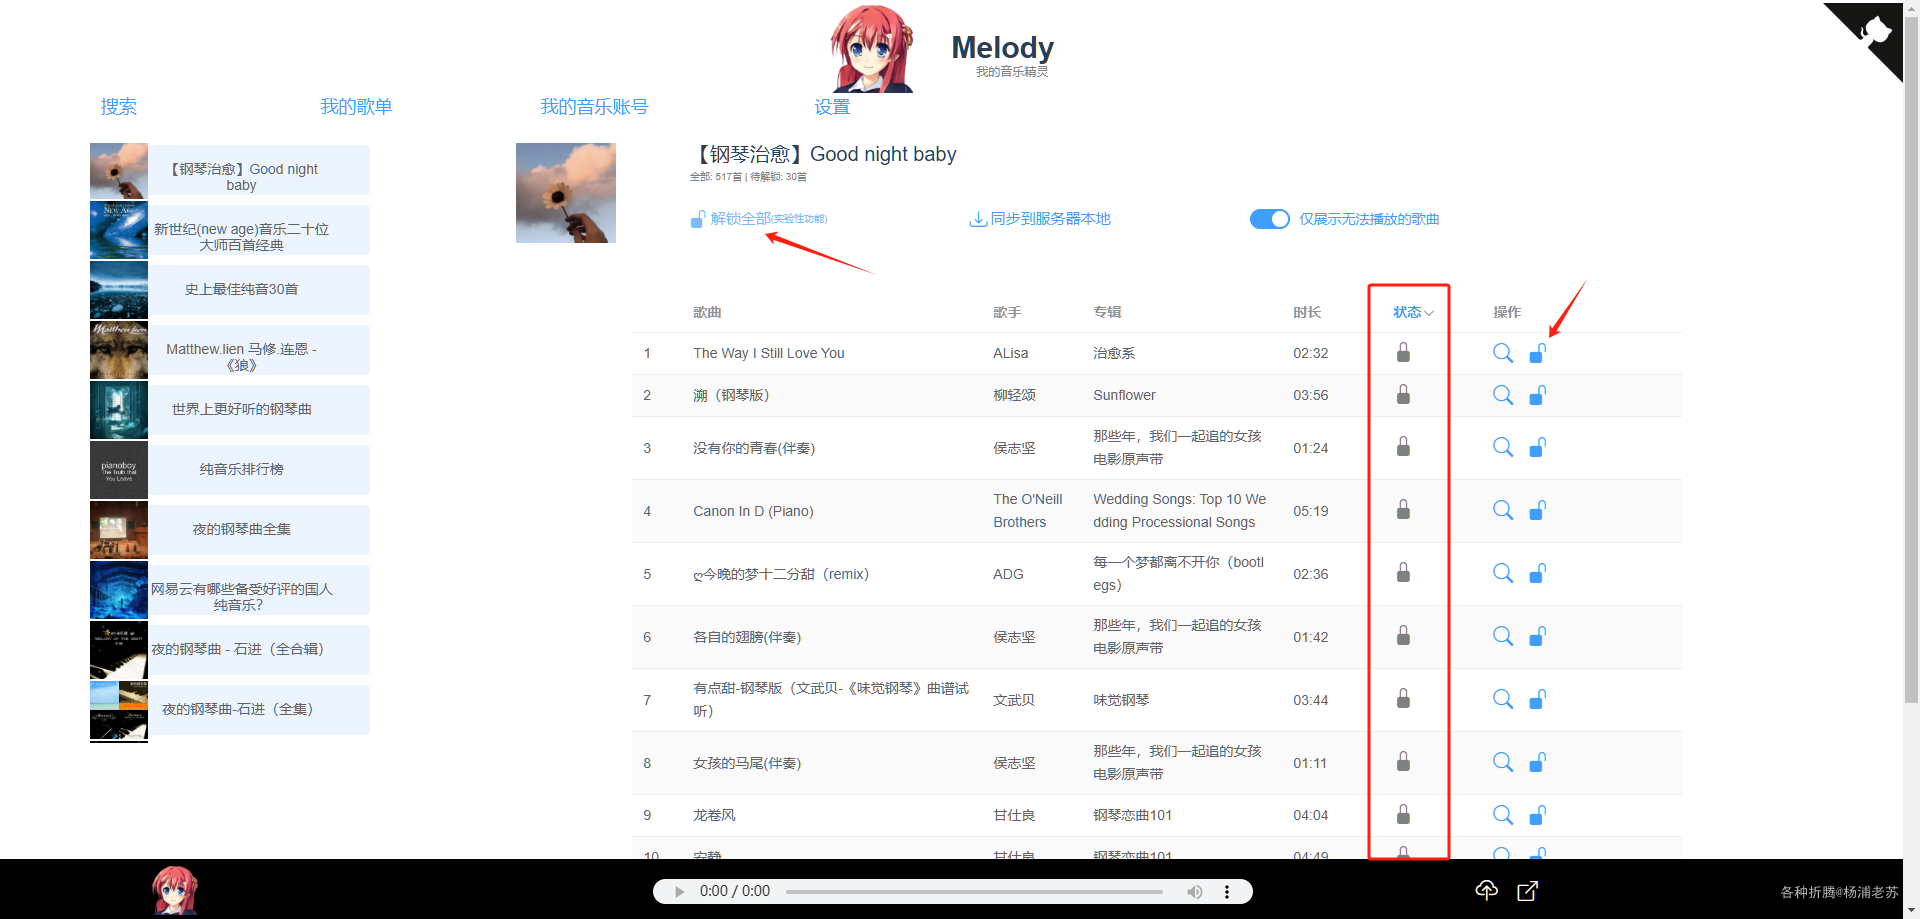 Melody
我的音乐精灵
搜索
我的歌单
我的音乐账号
设置
【钢琴治愈】Good night
baby
新世纪(new age)音乐二十位
大师百首经典
史上最佳纯音30首
Matthew.lien 马修.连恩 -
《狼》
世界上更好听的钢琴曲
纯音乐排行榜
夜的钢琴曲全集
网易云有哪些备受好评的国人
纯音乐?
夜的钢琴曲 - 石进（全合辑）
夜的钢琴曲-石进（全集）
NEW AGE
Matthew Lien
pianoboy
The Truth that
You Leave
【钢琴治愈】Good night baby
全部: 517首 | 待解锁: 30首
解锁全部(实验性功能)
同步到服务器本地
仅展示无法播放的歌曲
歌曲 歌手 专辑 时长 状态 操作
1 The Way I Still Love You ALisa 治愈系 02:32
2 溯（钢琴版） 柳轻颂 Sunflower 03:56
3 没有你的青春(伴奏) 侯志坚 那些年，我们一起追的女孩 01:24
电影原声带
4 Canon In D (Piano) The O'Neill Wedding Songs: Top 10 We 05:19
Brothers dding Processional Songs
5 ღ今晚的梦十二分甜（remix） ADG 每一个梦都离不开你（bootl 02:36
egs）
6 各自的翅膀(伴奏) 侯志坚 那些年，我们一起追的女孩 01:42
电影原声带
7 有点甜-钢琴版（文武贝-《味觉钢琴》曲谱试 文武贝 味觉钢琴 03:44
听）
8 女孩的马尾(伴奏) 侯志坚 那些年，我们一起追的女孩 01:11
电影原声带
9 龙卷风 甘仕良 钢琴恋曲101 04:04
10 安静 甘仕良 钢琴恋曲101 04:49
0:00 / 0:00
各种折腾@杨浦老苏